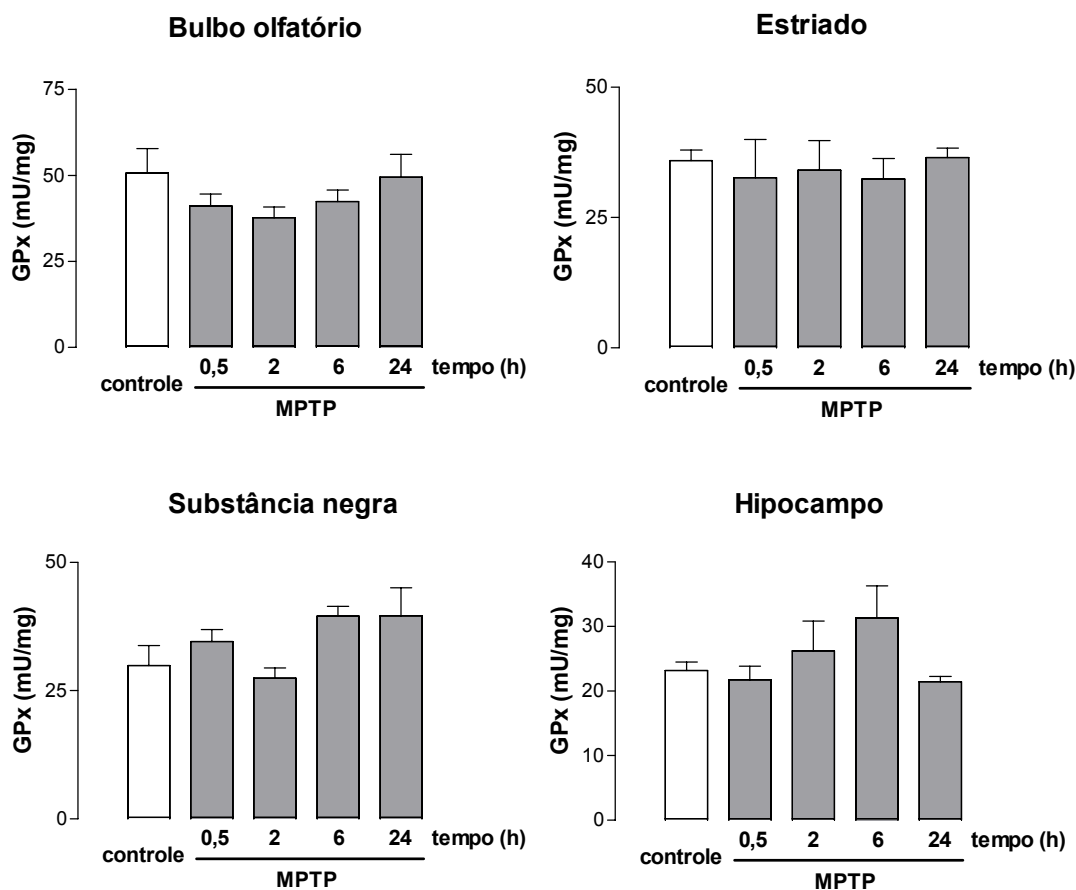 Bulbo olfatório
75
50
25
0
GPx (mU/mg)
controle
0,5 2 6 24 tempo (h)
MPTP
Estriado
50
25
0
GPx (mU/mg)
controle
0,5 2 6 24 tempo (h)
MPTP
Substância negra
50
25
0
GPx (mU/mg)
controle
0,5 2 6 24 tempo (h)
MPTP
Hipocampo
40
30
20
10
0
GPx (mU/mg)
controle
0,5 2 6 24 tempo (h)
MPTP